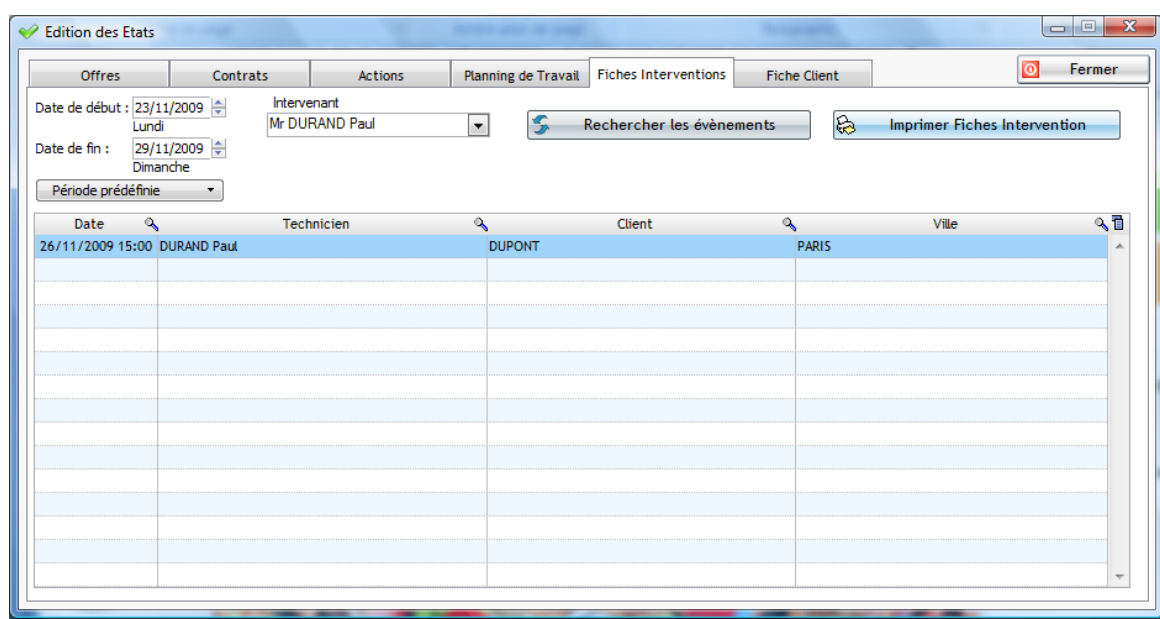 Edition des Etats
Offres Contrats Actions Planning de Travail Fiches Interventions Fiche Client Fermer
Date de début : 23/11/2009 Intervenant
Lundi Mr DURAND Paul Rechercher les évènements Imprimer Fiches Intervention
Date de fin : 29/11/2009
Dimanche
Période prédéfinie
Date Technicien Client Ville
26/11/2009 15:00 DURAND Paul DUPONT PARIS